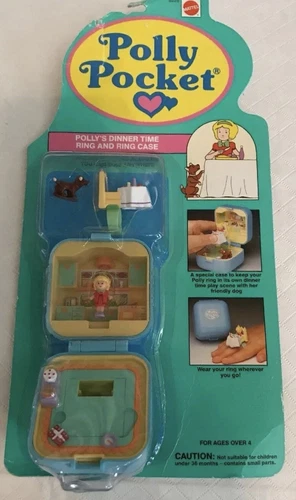 MATTEL
Polly
Pocket®
POLLY'S DINNER TIME
RING AND RING CASE
A special case to keep your
Polly ring in its own dinner
time play scene with her
friendly dog
Wear your ring wherever
you go!
FOR AGES OVER 4
CAUTION: Not suitable for children
under 36 months - contains small parts.